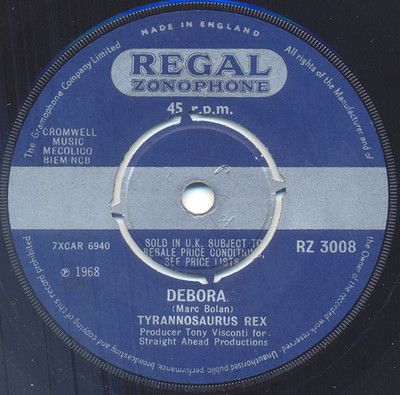 MADE IN ENGLAND
The Gramophone Company Limited
All rights of the Manufacturer and of
REGAL
ZONOPHONE
45 r.p.m.
CROMWELL
MUSIC
MECOLICO
BIEM·NCB
7XCAR 6940
SOLD IN U.K. SUBJECT TO
RESALE PRICE CONDITIONS,
SEE PRICE LISTS
RZ 3008
℗ 1968
DEBORA
(Marc Bolan)
TYRANNOSAURUS REX
Producer Tony Visconti for
Straight Ahead Productions
the Owner of the recorded work reserved. Unauthorised public performance, broadcasting and copying of this record prohibited